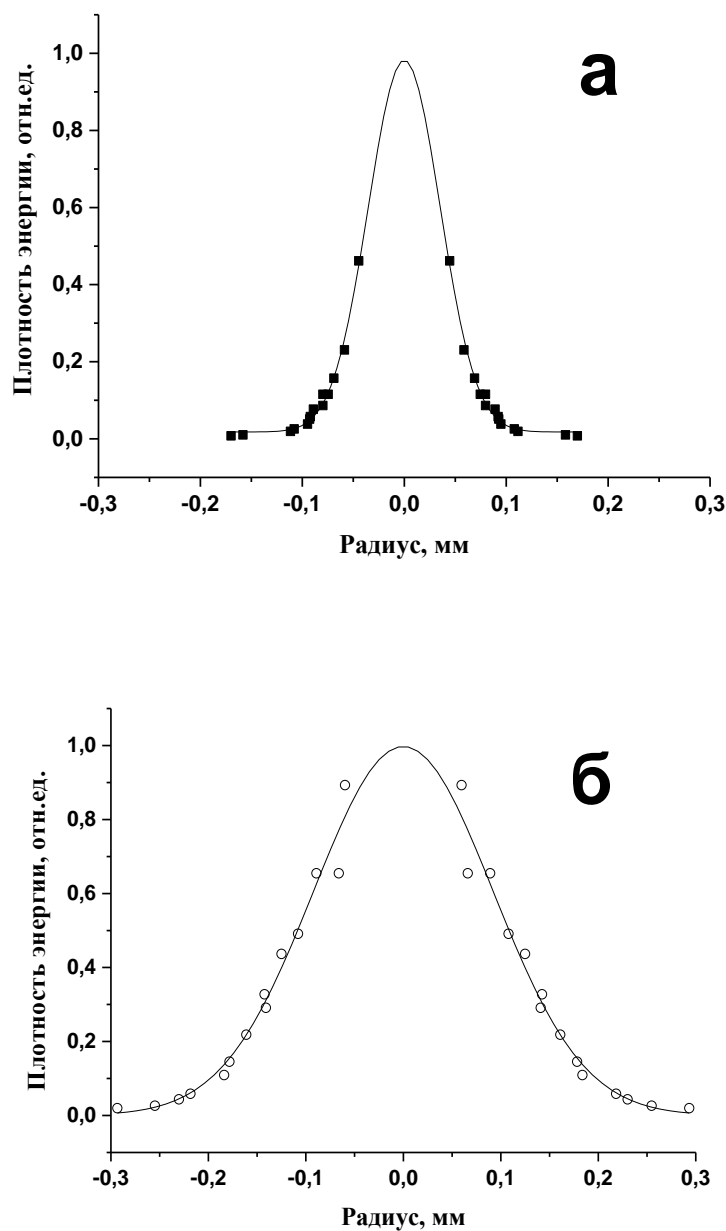 а
1,0
0,8
0,6
0,4
0,2
0,0
Плотность энергии, отн.ед.
-0,3 -0,2 -0,1 0,0 0,1 0,2 0,3
Радиус, мм
б
1,0
0,8
0,6
0,4
0,2
0,0
Плотность энергии, отн.ед.
-0,3 -0,2 -0,1 0,0 0,1 0,2 0,3
Радиус, мм